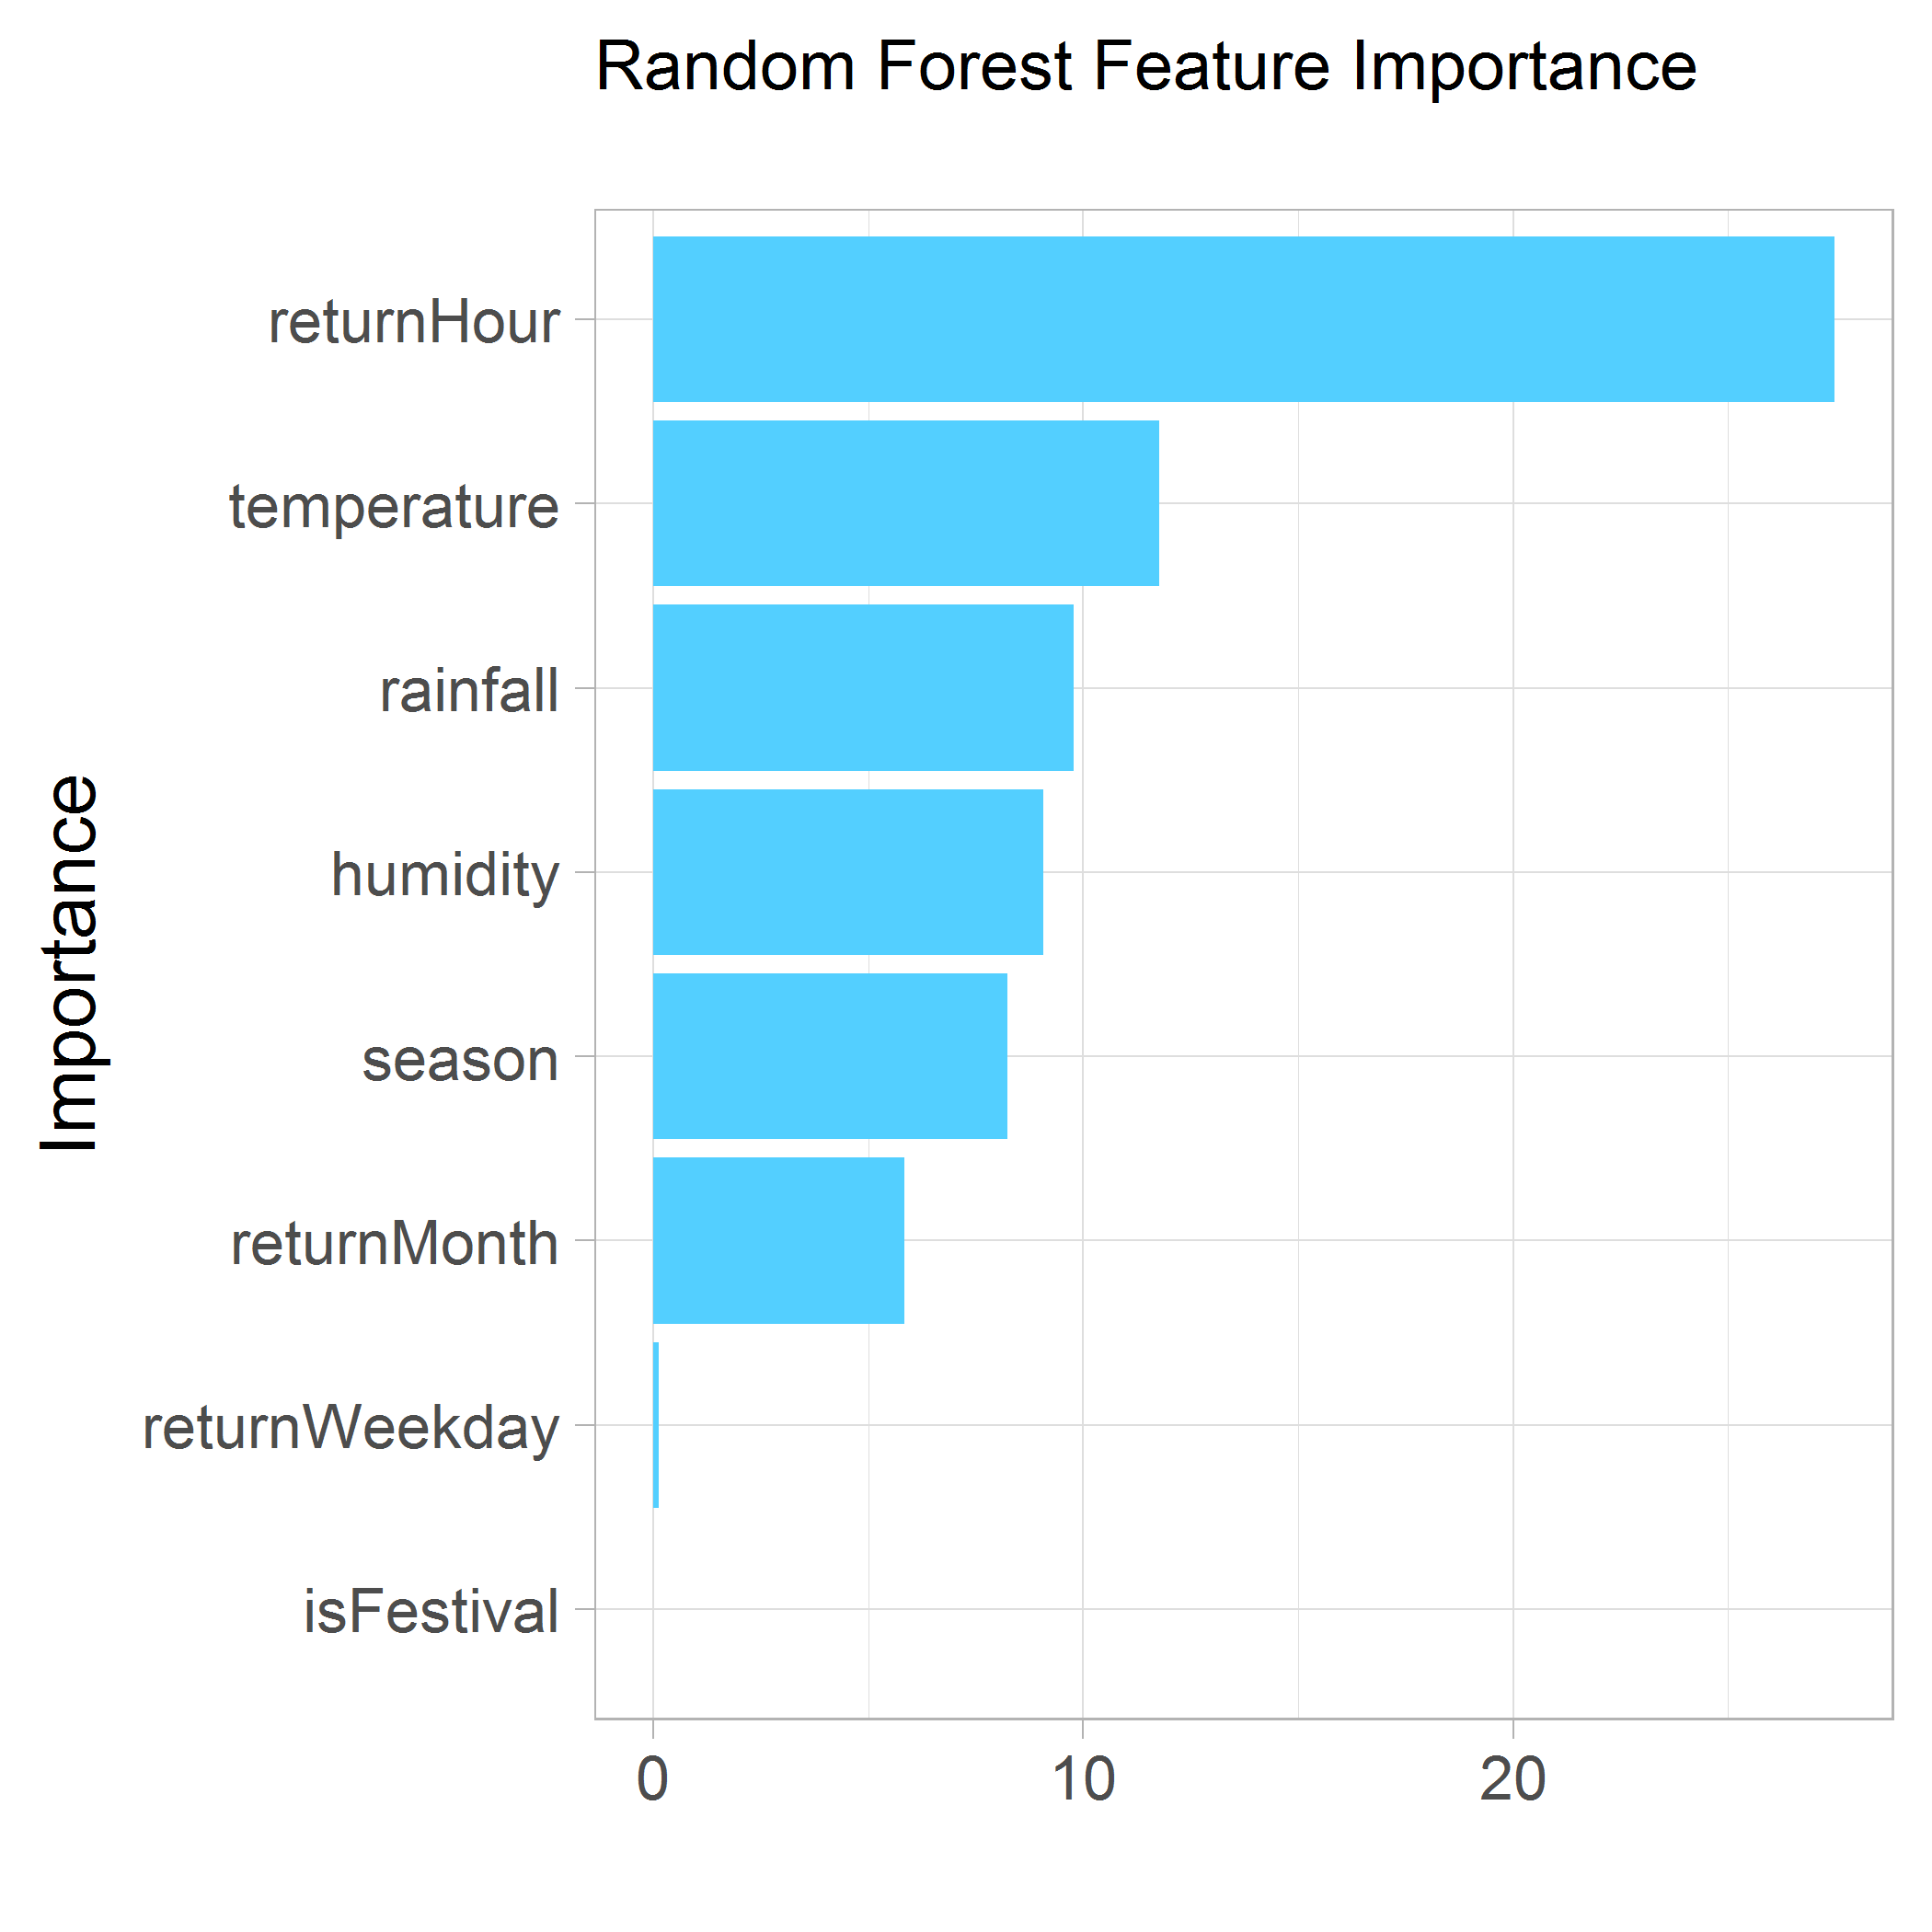 Random Forest Feature Importance
Importance
returnHour
temperature
rainfall
humidity
season
returnMonth
returnWeekday
isFestival
0 10 20